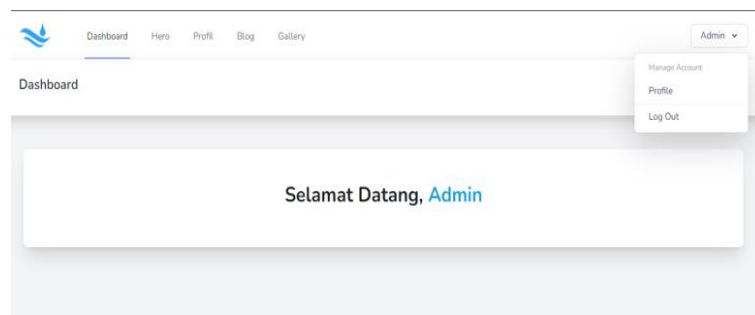 Dashboard Hero Profil Blog Gallery Admin
Manage Account
Dashboard
Profile
Log Out
Selamat Datang, Admin